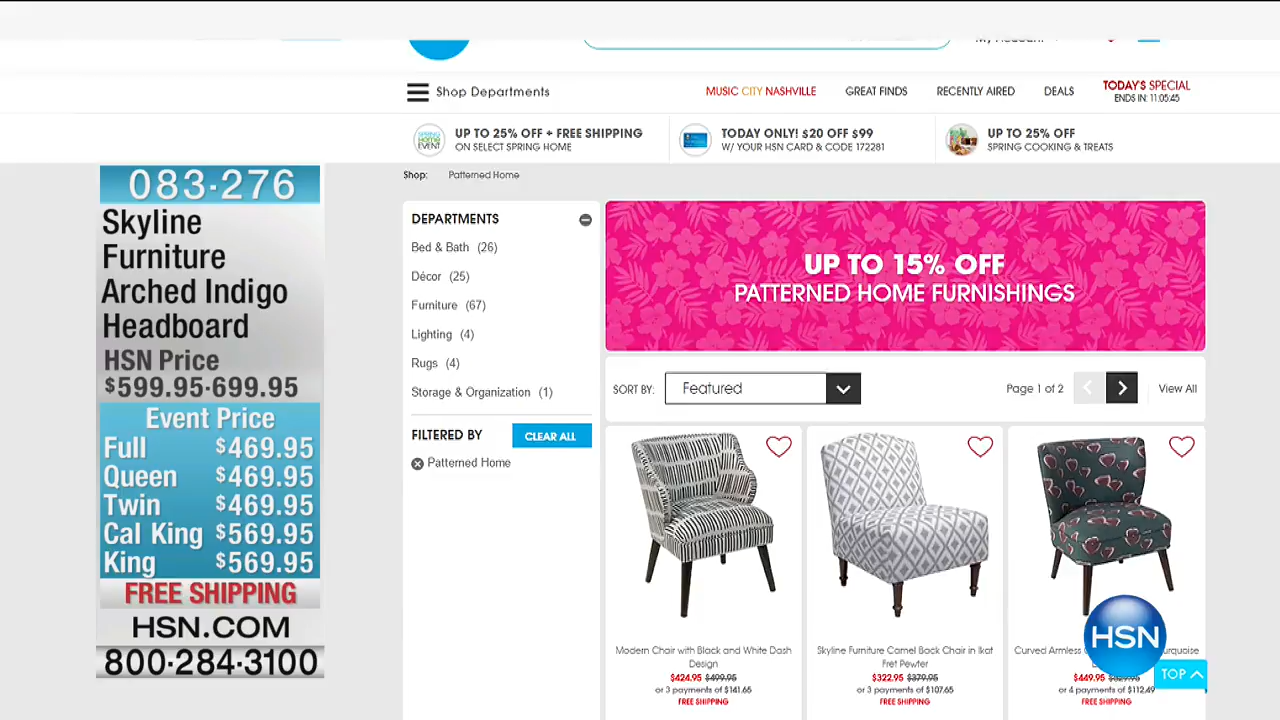 My Account
Shop Departments
MUSIC CITY NASHVILLE
GREAT FINDS
RECENTLY AIRED
DEALS
TODAY'S SPECIAL
ENDS IN: 11:05:45
SPRING
HOME
EVENT
UP TO 25% OFF + FREE SHIPPING
ON SELECT SPRING HOME
TODAY ONLY! $20 OFF $99
W/ YOUR HSN CARD & CODE 172281
UP TO 25% OFF
SPRING COOKING & TREATS
083-276
Skyline
Furniture
Arched Indigo
Headboard
HSN Price
$599.95-699.95
Event Price
Full $469.95
Queen $469.95
Twin $469.95
Cal King $569.95
King $569.95
FREE SHIPPING
HSN.COM
800-284-3100
Shop: Patterned Home
DEPARTMENTS
Bed & Bath (26)
Décor (25)
Furniture (67)
Lighting (4)
Rugs (4)
Storage & Organization (1)
FILTERED BY CLEAR ALL
Patterned Home
UP TO 15% OFF
PATTERNED HOME FURNISHINGS
SORT BY: Featured
Page 1 of 2
View All
Modern Chair with Black and White Dash
Design
$424.95 $499.95
or 3 payments of $141.65
FREE SHIPPING
Skyline Furniture Camel Back Chair in Ikat
Fret Pewter
$322.95 $379.95
or 3 payments of $107.65
FREE SHIPPING
Curved Armless
$449.95 $529.95
or 4 payments of $112.49
FREE SHIPPING
HSN
TOP